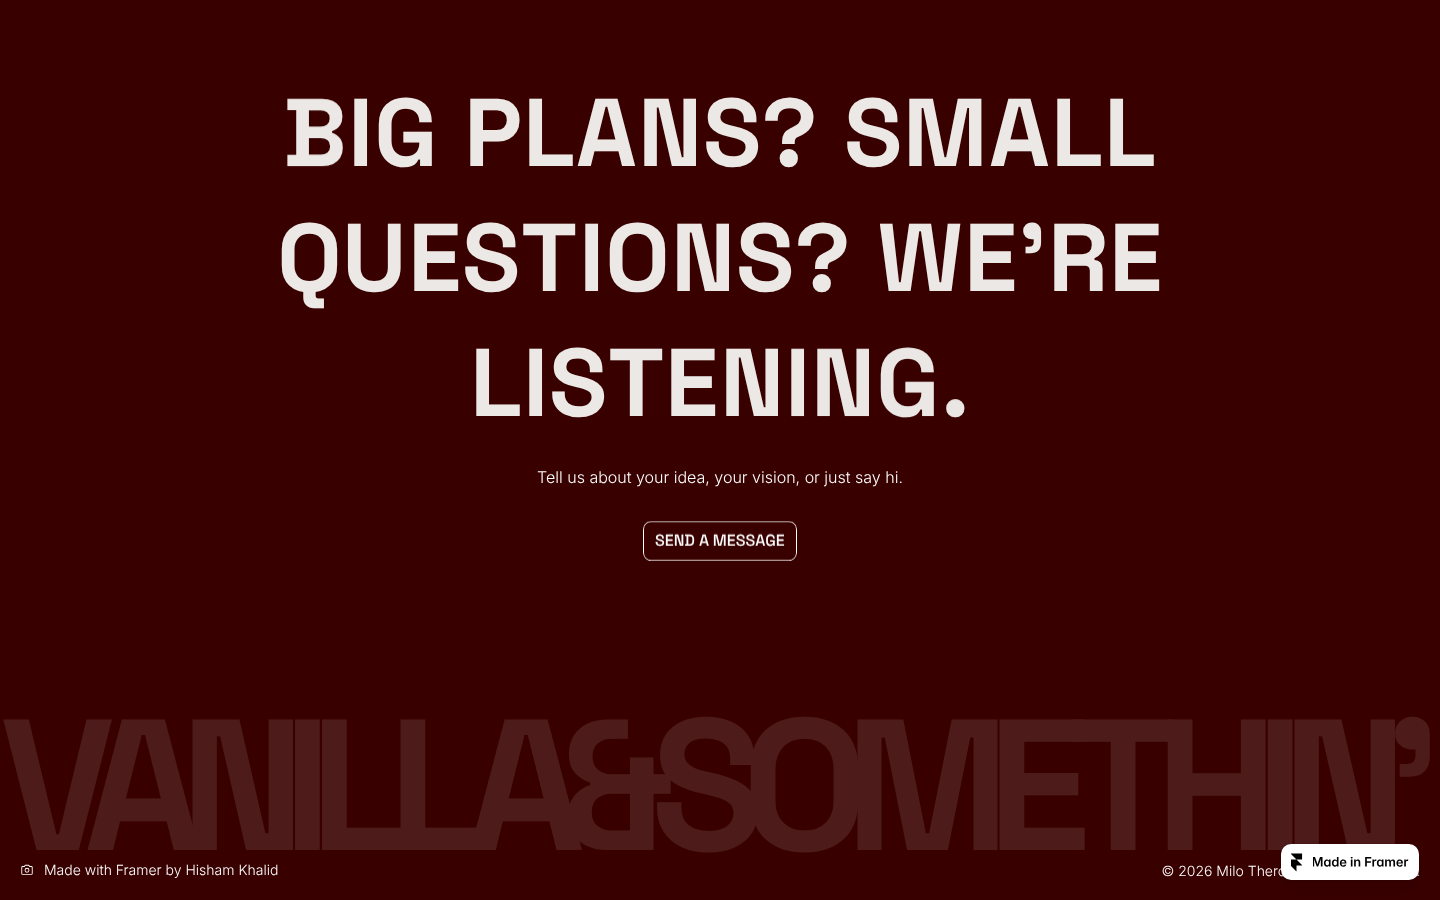 BIG PLANS? SMALL
QUESTIONS? WE’RE
LISTENING.
Tell us about your idea, your vision, or just say hi.
SEND A MESSAGE
VANILLA&SOMETHIN’
Made with Framer by Hisham Khalid
© 2026 Milo
Made in Framer